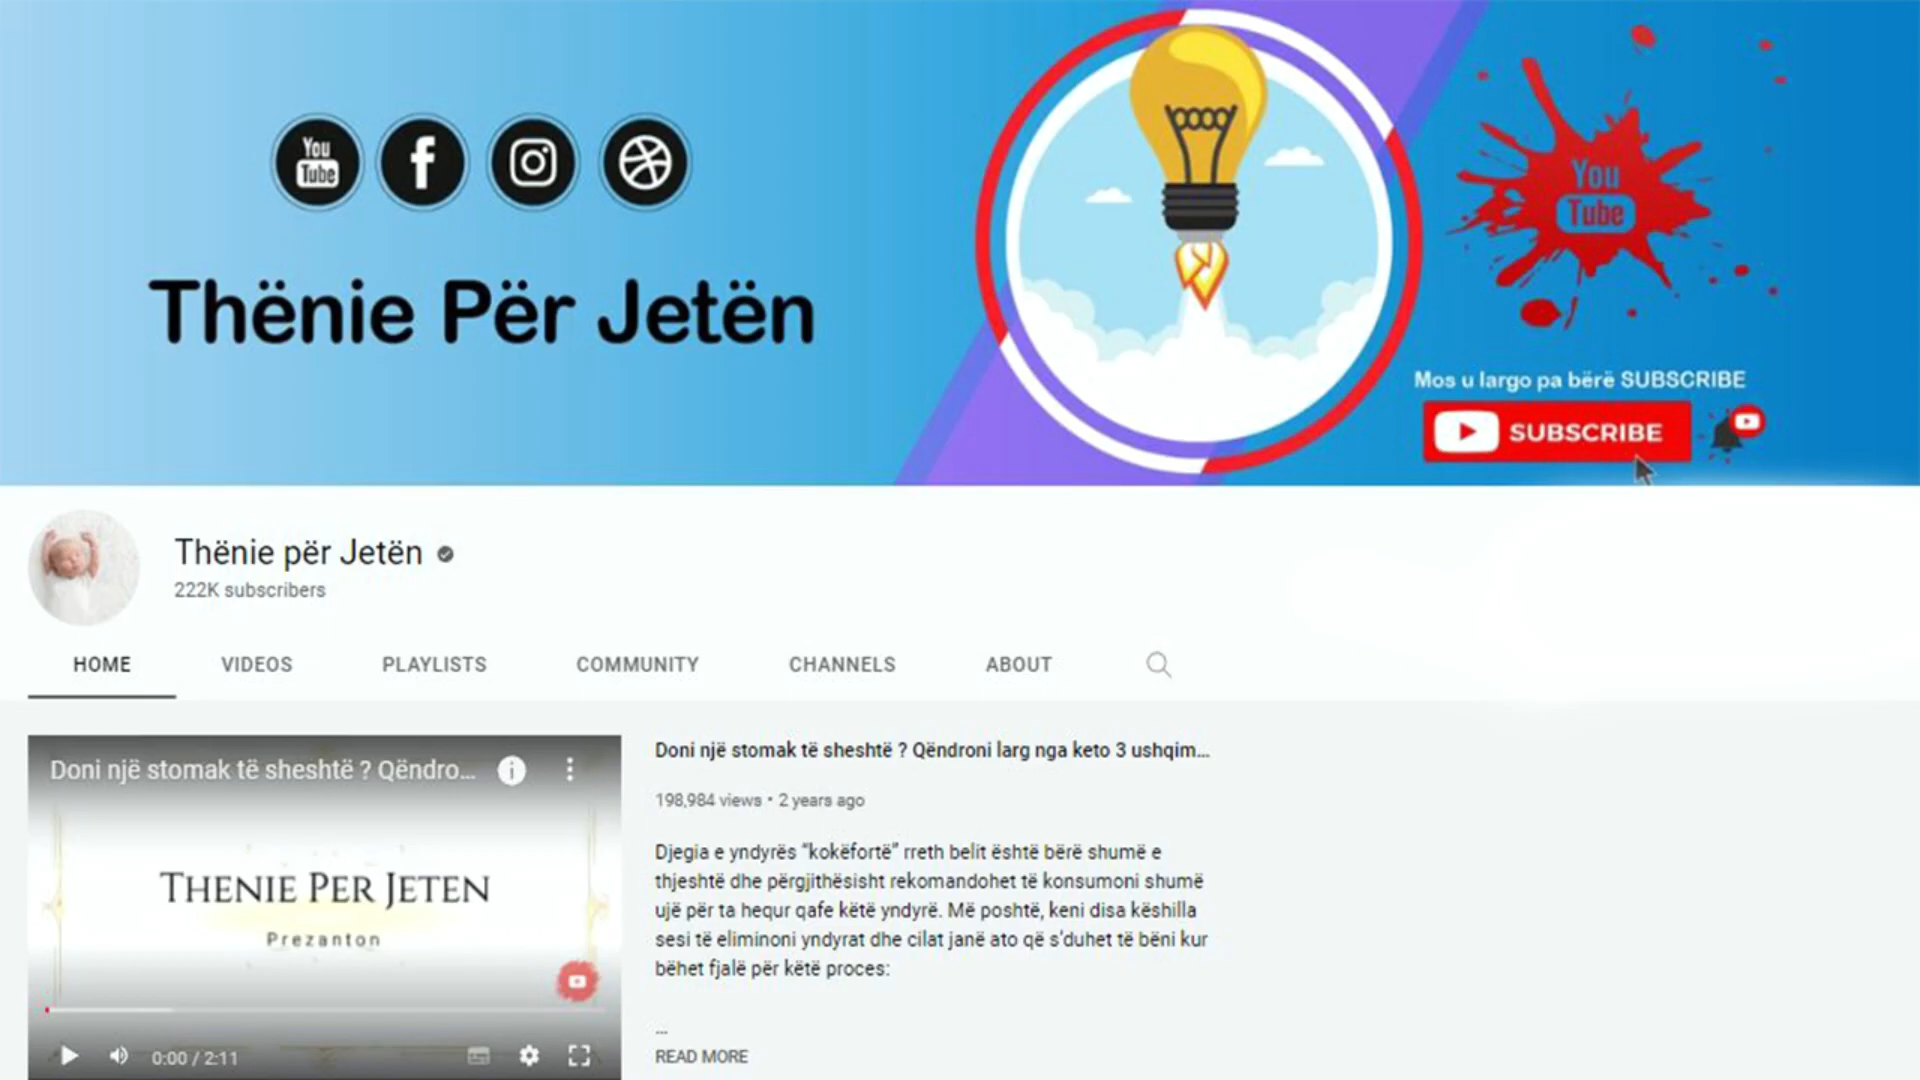 You
Tube
Thënie Për Jetën
You
Tube
Mos u largo pa bërë SUBSCRIBE
SUBSCRIBE
Thënie për Jetën
222K subscribers
HOME VIDEOS PLAYLISTS COMMUNITY CHANNELS ABOUT
Doni një stomak të sheshtë ? Qëndro...
THENIE PER JETEN
Prezanton
0:00 / 2:11
Doni një stomak të sheshtë ? Qëndroni larg nga keto 3 ushqim...
198,984 views • 2 years ago
Djegia e yndyrës “kokëfortë” rreth belit është bërë shumë e
thjeshtë dhe përgjithësisht rekomandohet të konsumoni shumë
ujë për ta hequr qafe këtë yndyrë. Më poshtë, keni disa këshilla
sesi të eliminoni yndyrat dhe cilat janë ato që s'duhet të bëni kur
bëhet fjalë për këtë proces:
...
READ MORE